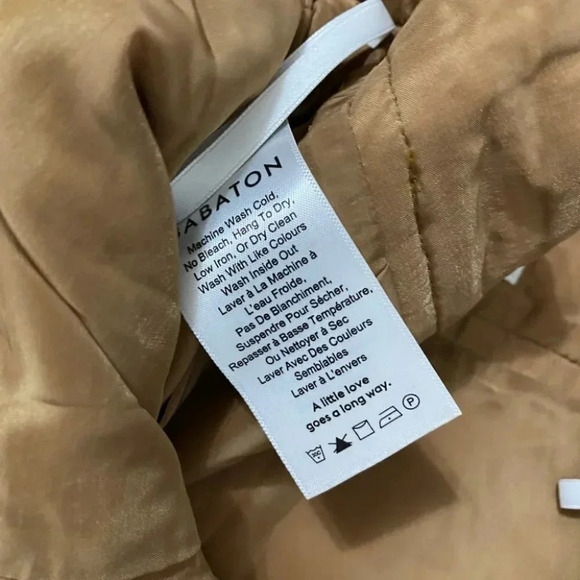 SABATON
Machine Wash Cold,
No Bleach, Hang To Dry,
Low Iron, Or Dry Clean
Wash With Like Colours
Wash Inside Out
Laver À La Machine à
L'eau Froide,
Pas De Blanchiment,
Suspendre Pour Sécher,
Repasser à Basse Température,
Ou Nettoyer à Sec
Laver Avec Des Couleurs
Semblables
Laver à L'envers
A little love
goes a long way.
30C
P